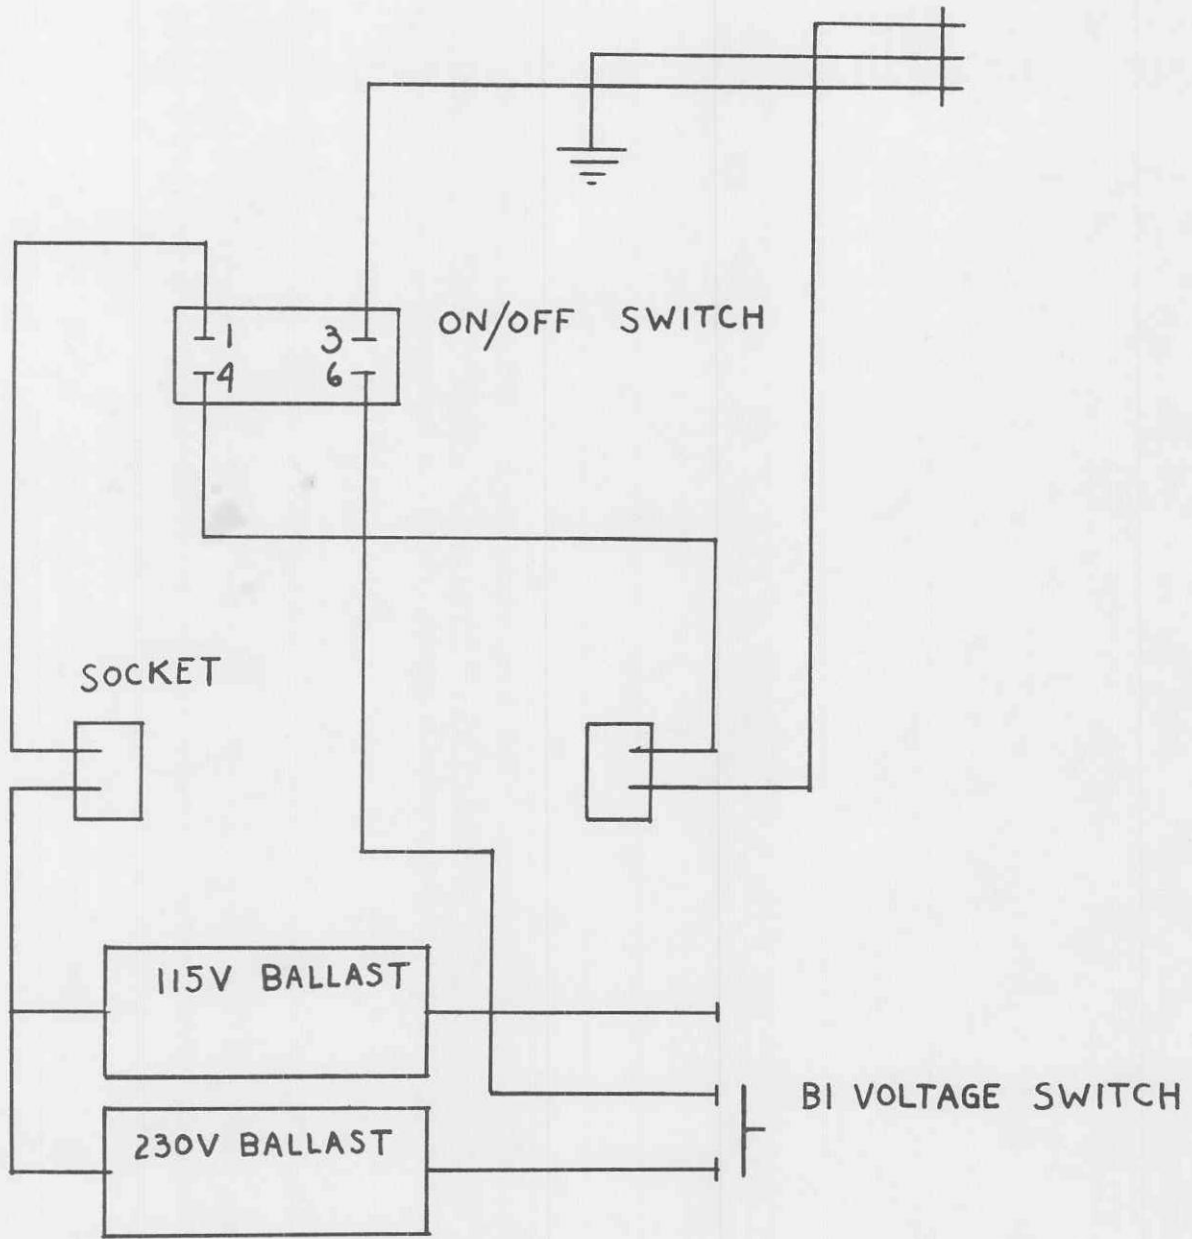 ON/OFF SWITCH
1 3
4 6
SOCKET
115V BALLAST
BI VOLTAGE SWITCH
230V BALLAST